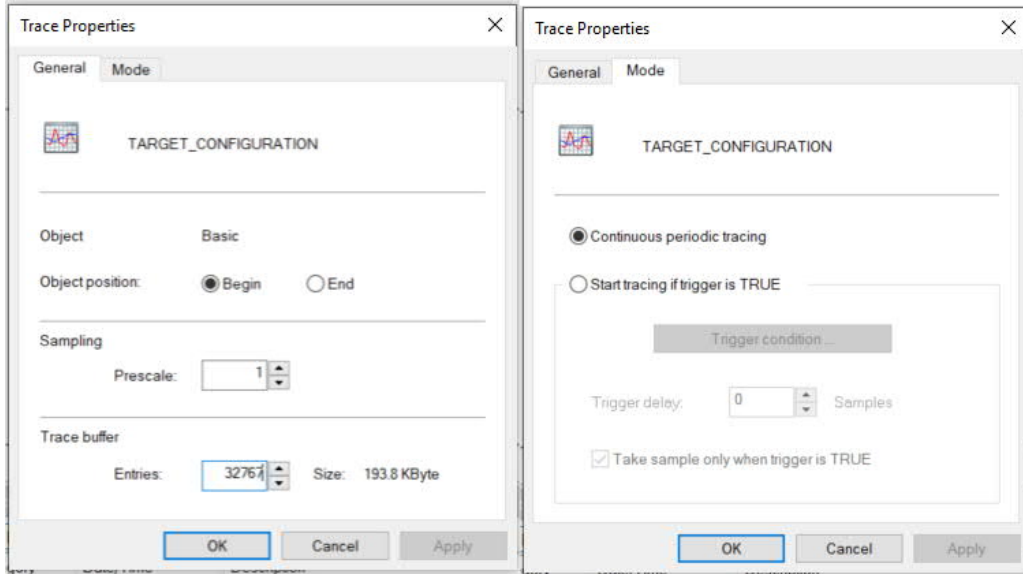 Trace Properties
General Mode
TARGET_CONFIGURATION
Object Basic
Object position: Begin End
Sampling
Prescale: 1
Trace buffer
Entries: 32767 Size: 193.8 KByte
OK Cancel Apply
Trace Properties
General Mode
TARGET_CONFIGURATION
Continuous periodic tracing
Start tracing if trigger is TRUE
Trigger condition ...
Trigger delay: 0 Samples
Take sample only when trigger is TRUE
OK Cancel Apply